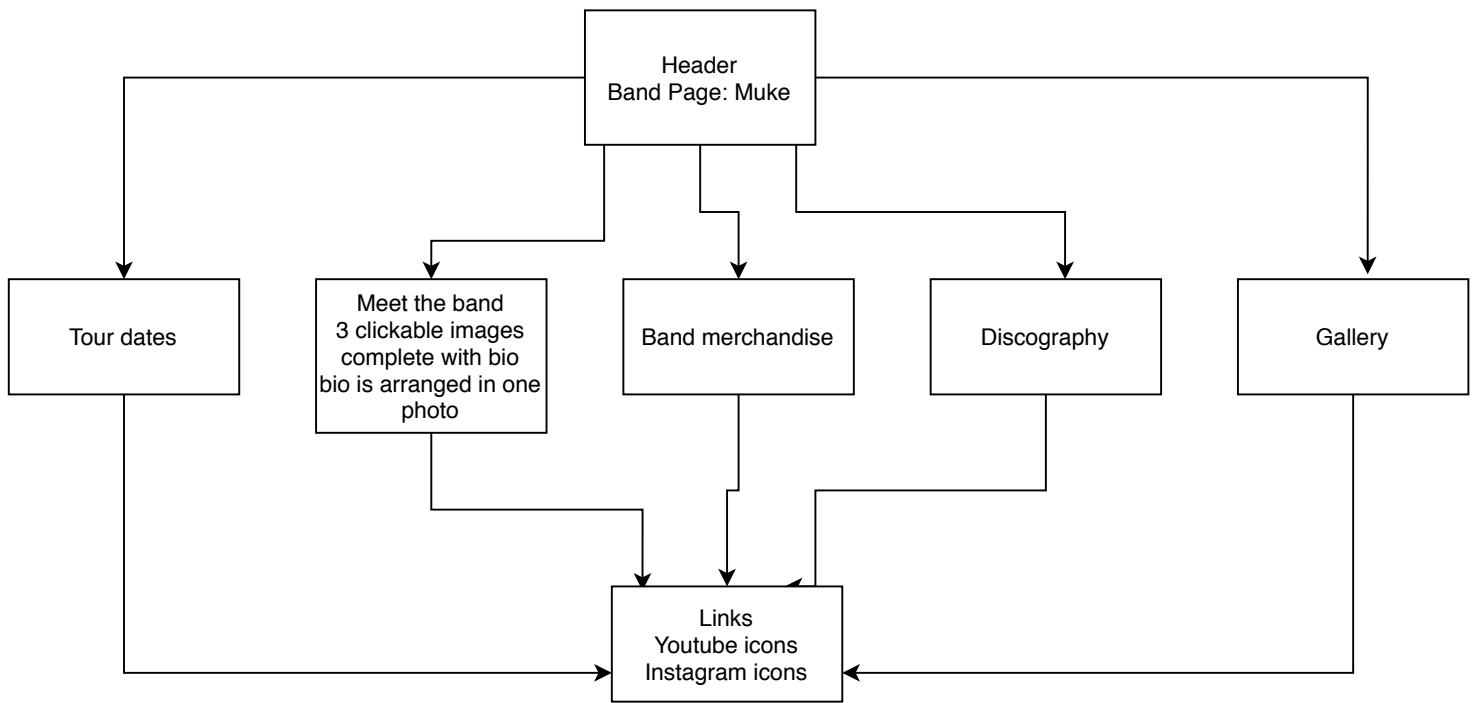 Header
Band Page: Muke
Tour dates
Meet the band
3 clickable images
complete with bio
bio is arranged in one
photo
Band merchandise
Discography
Gallery
Links
Youtube icons
Instagram icons